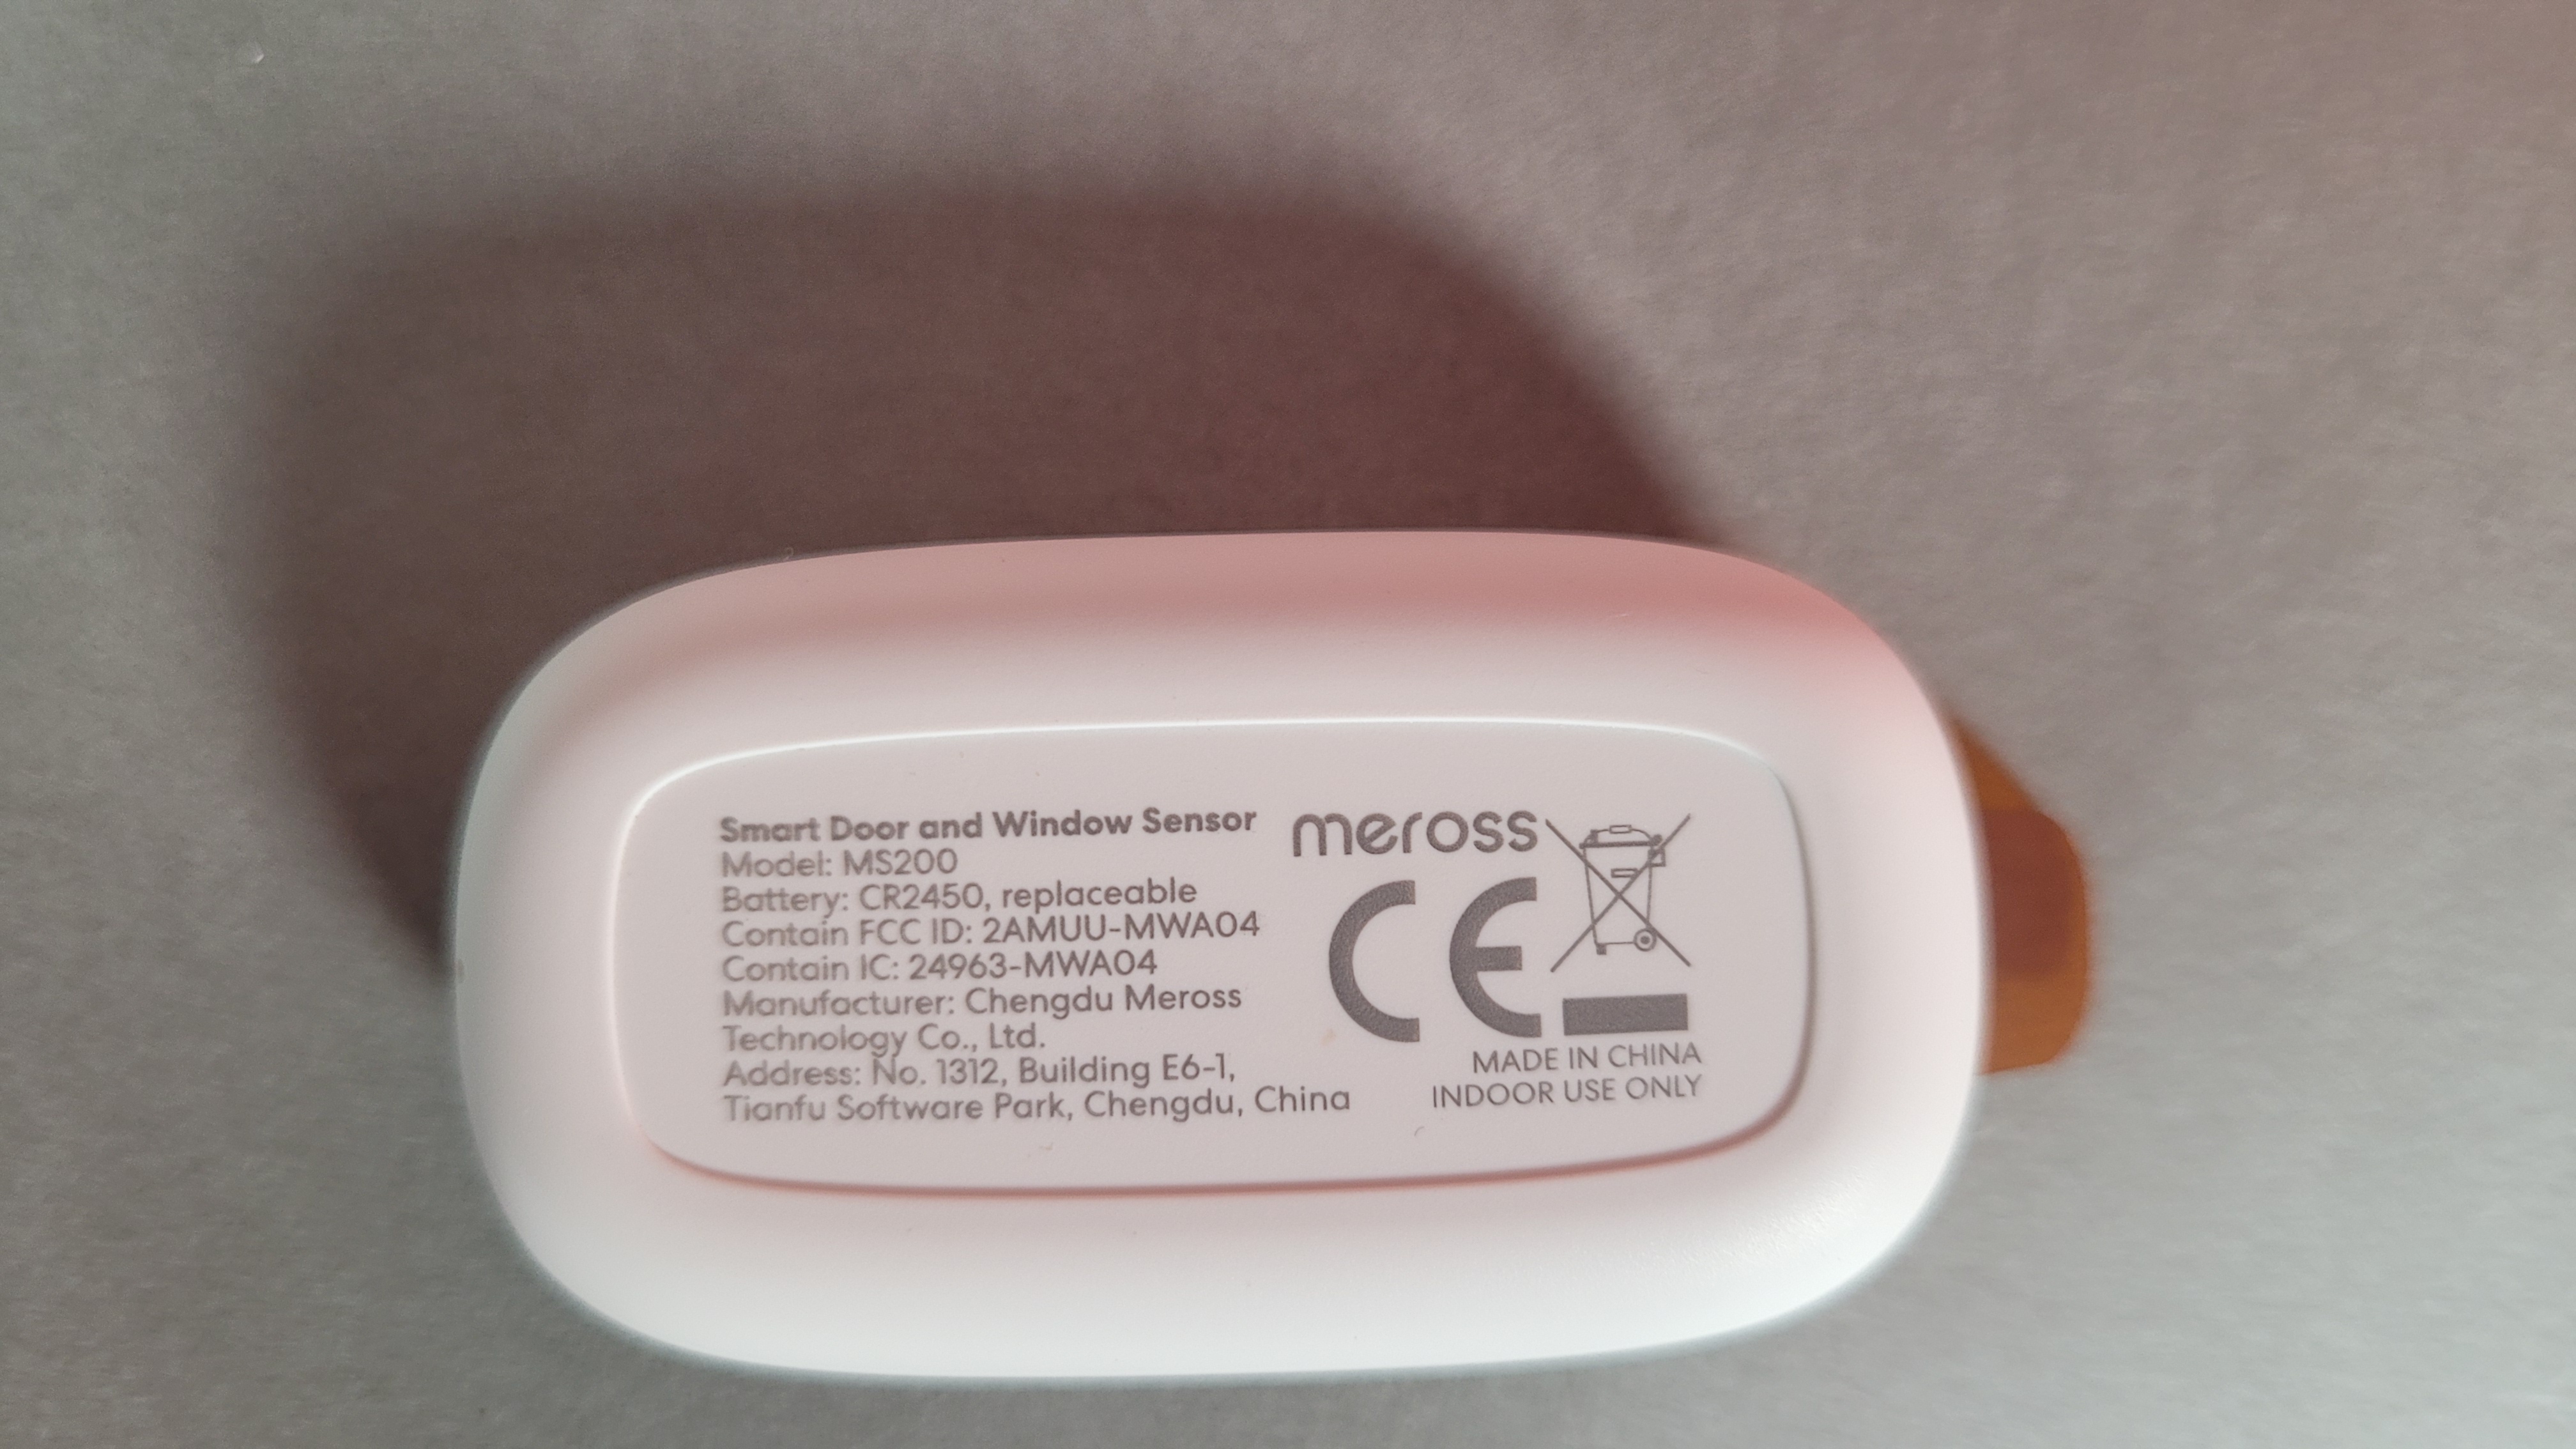 Smart Door and Window Sensor
Model: MS200
Battery: CR2450, replaceable
Contain FCC ID: 2AMUU-MWA04
Contain IC: 24963-MWA04
Manufacturer: Chengdu Meross
Technology Co., Ltd.
Address: No. 1312, Building E6-1,
Tianfu Software Park, Chengdu, China
meross
CE
MADE IN CHINA
INDOOR USE ONLY